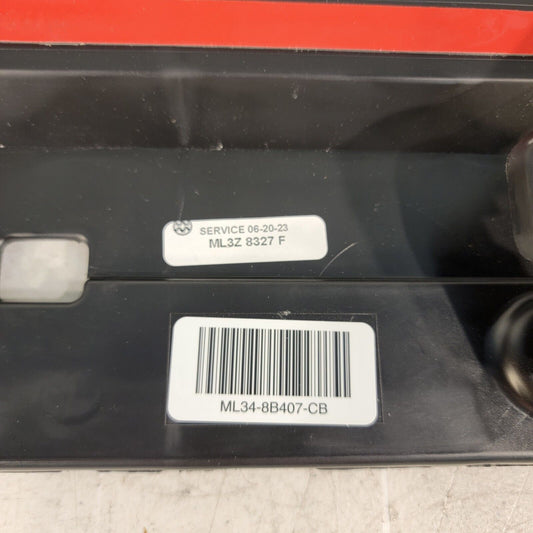 SERVICE 06-20-23
ML3Z 8327 F
ML34-8B407-CB